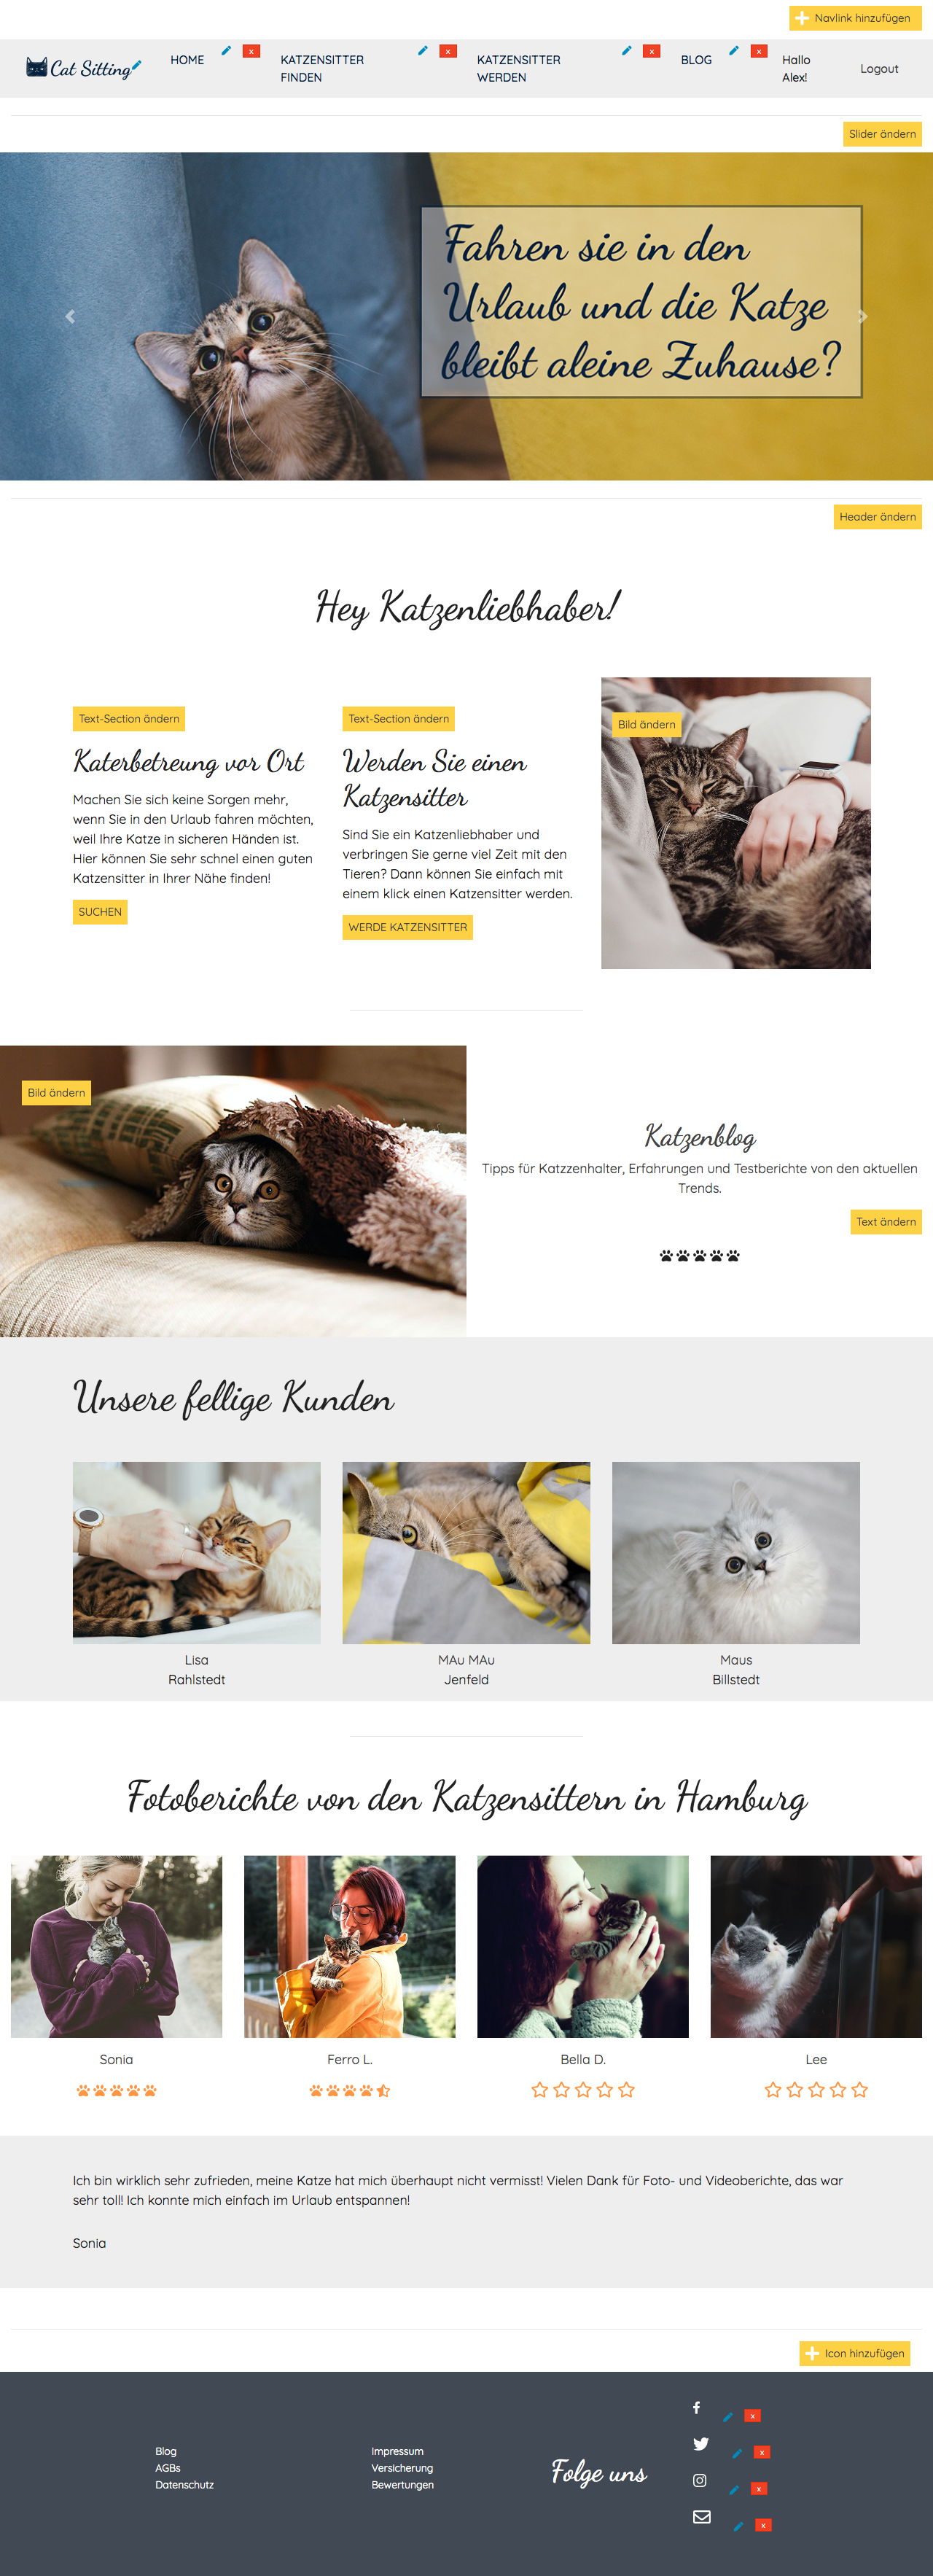 Navlink hinzufügen
Cat Sitting
HOME
x
KATZENSITTER
FINDEN
x
KATZENSITTER
WERDEN
x
BLOG
x
Hallo
Alex!
Logout
Slider ändern
Fahren sie in den
Urlaub und die Katze
bleibt aleine Zuhause?
Header ändern
Hey Katzenliebhaber!
Text-Section ändern
Katerbetreung vor Ort
Machen Sie sich keine Sorgen mehr,
wenn Sie in den Urlaub fahren möchten,
weil Ihre Katze in sicheren Händen ist.
Hier können Sie sehr schnel einen guten
Katzensitter in Ihrer Nähe finden!
SUCHEN
Text-Section ändern
Werden Sie einen
Katzensitter
Sind Sie ein Katzenliebhaber und
verbringen Sie gerne viel Zeit mit den
Tieren? Dann können Sie einfach mit
einem klick einen Katzensitter werden.
WERDE KATZENSITTER
Bild ändern
Bild ändern
Katzenblog
Tipps für Katzzenhalter, Erfahrungen und Testberichte von den aktuellen
Trends.
Text ändern
Unsere fellige Kunden
Lisa
Rahlstedt
MAu MAu
Jenfeld
Maus
Billstedt
Fotoberichte von den Katzensittern in Hamburg
Sonia
Ferro L.
Bella D.
Lee
Ich bin wirklich sehr zufrieden, meine Katze hat mich überhaupt nicht vermisst! Vielen Dank für Foto- und Videoberichte, das war
sehr toll! Ich konnte mich einfach im Urlaub entspannen!
Sonia
Icon hinzufügen
Blog
AGBs
Datenschutz
Impressum
Versicherung
Bewertungen
Folge uns
x
x
x
x